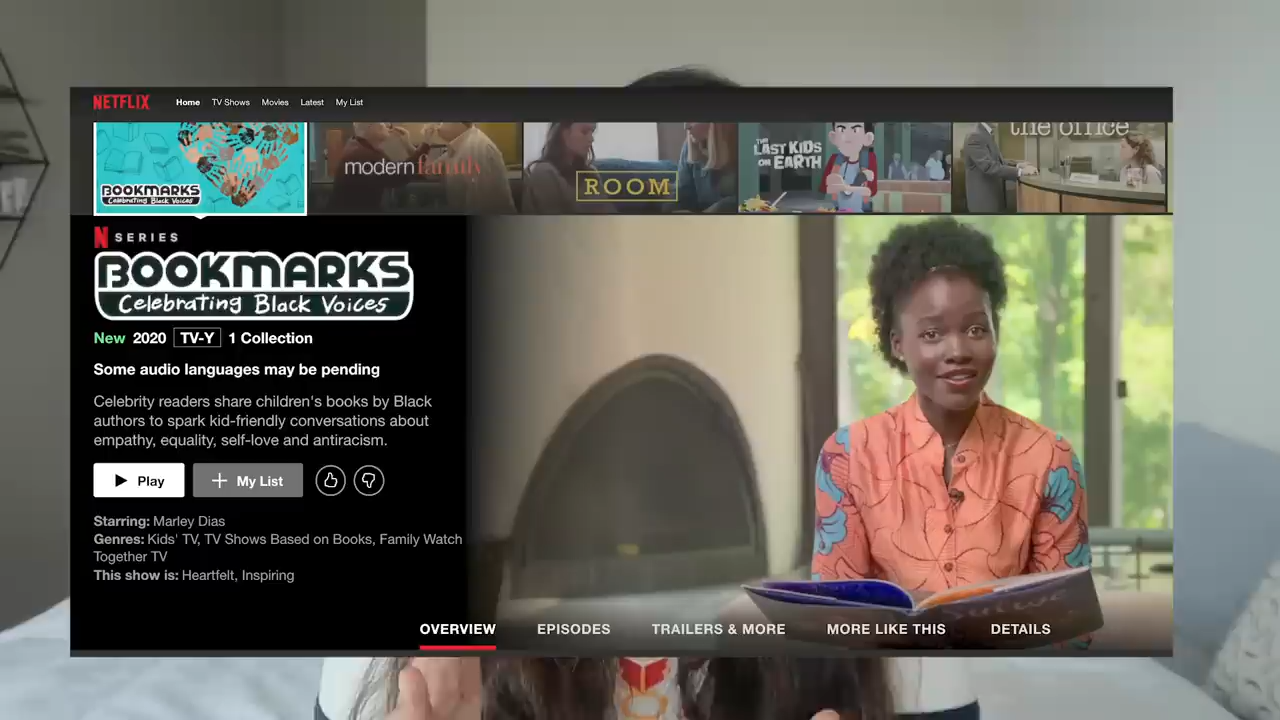 NETFLIX Home TV Shows Movies Latest My List
BOOKMARKS
Celebrating Black Voices
modern family
ROOM
THE LAST KIDS
ON EARTH
the office
N SERIES
BOOKMARKS
Celebrating Black Voices
New 2020 TV-Y 1 Collection
Some audio languages may be pending
Celebrity readers share children's books by Black
authors to spark kid-friendly conversations about
empathy, equality, self-love and antiracism.
Play
My List
Starring: Marley Dias
Genres: Kids' TV, TV Shows Based on Books, Family Watch
Together TV
This show is: Heartfelt, Inspiring
Sulwe
OVERVIEW EPISODES TRAILERS & MORE MORE LIKE THIS DETAILS